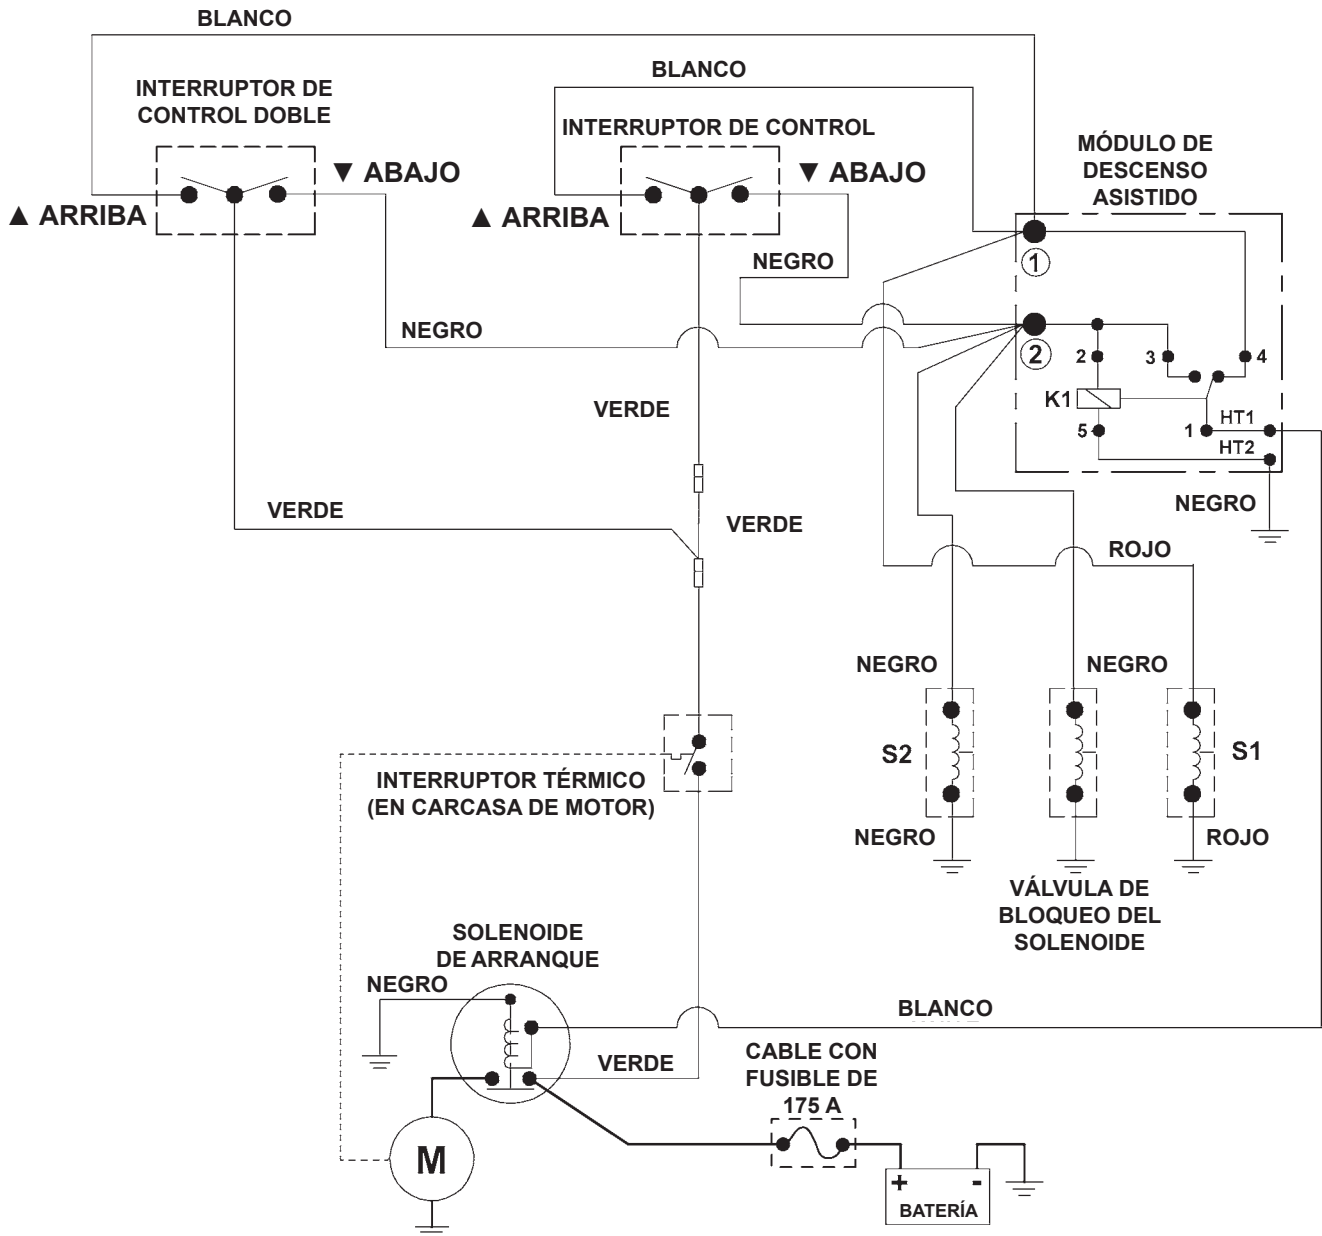 BLANCO
INTERRUPTOR DE
CONTROL DOBLE
▲ ARRIBA
▼ ABAJO
BLANCO
INTERRUPTOR DE CONTROL
▲ ARRIBA
▼ ABAJO
MÓDULO DE
DESCENSO
ASISTIDO
NEGRO
NEGRO
1
2
2
3
4
K1
5
1
HT1
HT2
NEGRO
VERDE
VERDE
VERDE
ROJO
NEGRO
NEGRO
S2
S1
NEGRO
ROJO
VÁLVULA DE
BLOQUEO DEL
SOLENOIDE
INTERRUPTOR TÉRMICO
(EN CARCASA DE MOTOR)
SOLENOIDE
DE ARRANQUE
NEGRO
BLANCO
VERDE
CABLE CON
FUSIBLE DE
175 A
M
+ -
BATERÍA